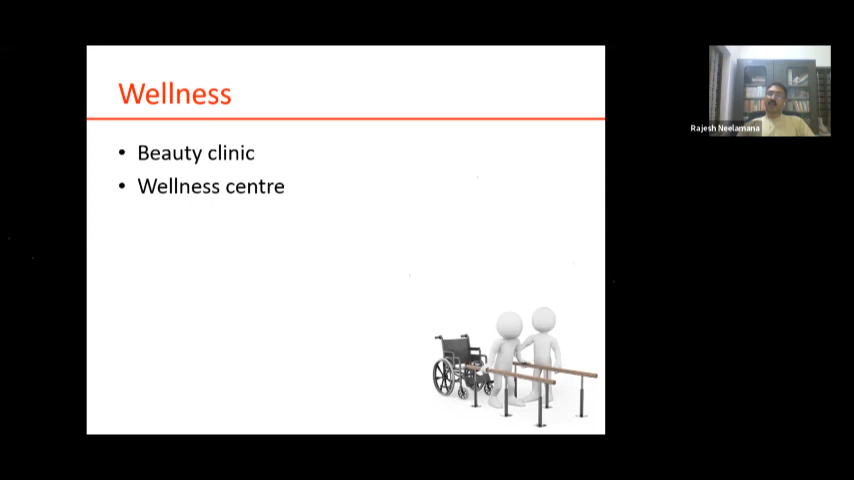 Wellness
• Beauty clinic
• Wellness centre
Rajesh Neelamana